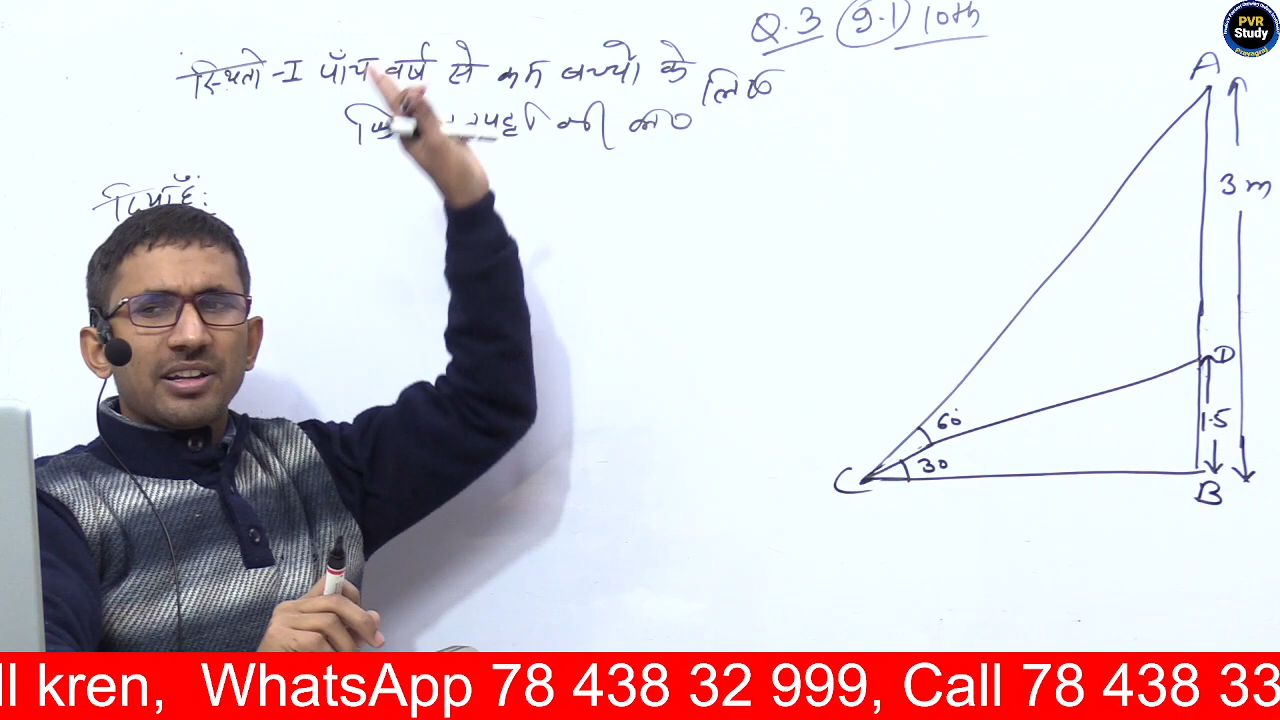 Q.3 9.1 10th
PVR
Study
Prayagraj
स्थिती -I पाँच वर्ष से कम बच्चों के लिए
की
A
3 m
D
1.5
60°
30
C
B
ll kren, WhatsApp 78 438 32 999, Call 78 438 33